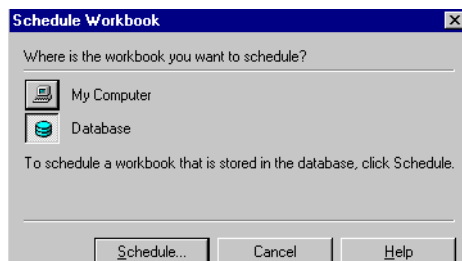 Schedule Workbook
Where is the workbook you want to schedule?
My Computer
Database
To schedule a workbook that is stored in the database, click Schedule.
Schedule... Cancel Help